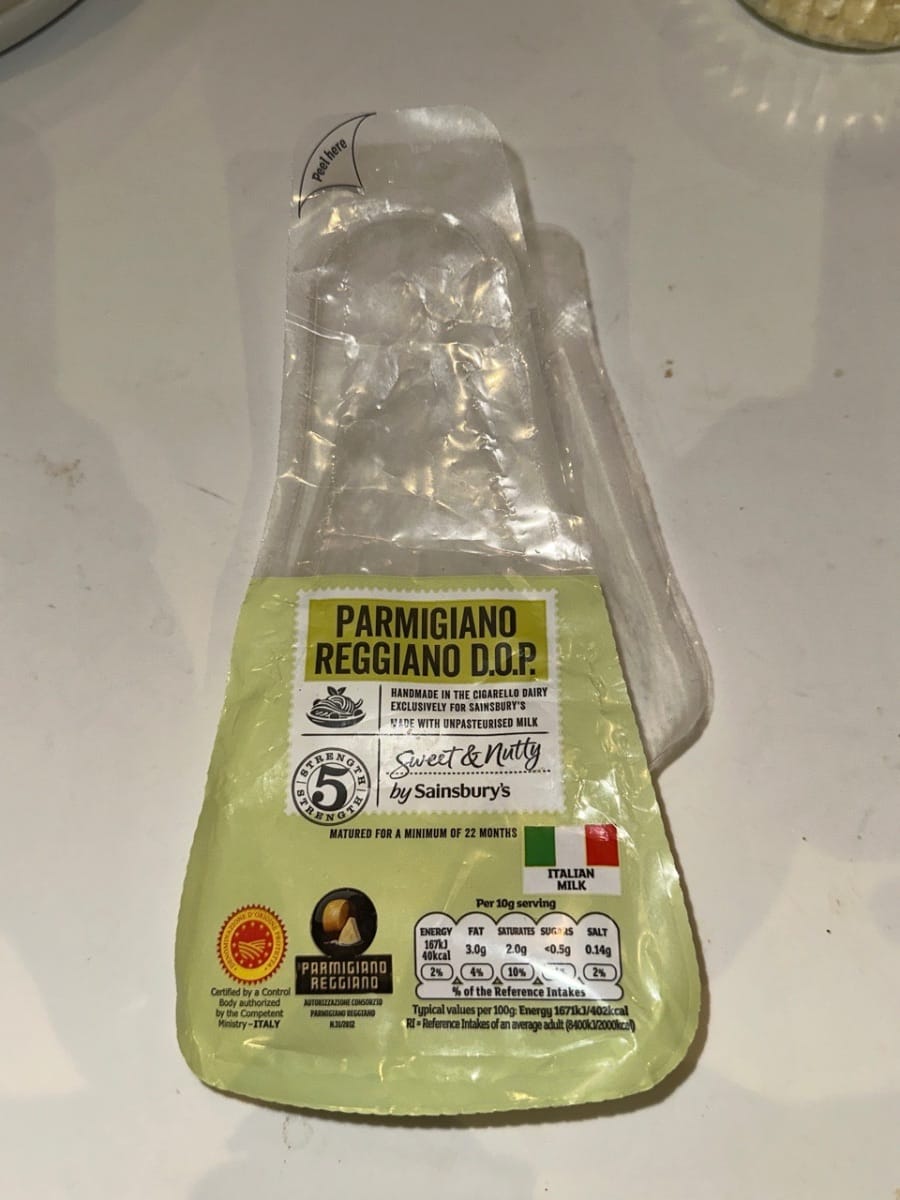 Peel here
PARMIGIANO
REGGIANO D.O.P.
HANDMADE IN THE CIGARELLO DAIRY
EXCLUSIVELY FOR SAINSBURY'S
MADE WITH UNPASTEURISED MILK
STRENGTH
5
STRENGTH
Sweet & Nutty
by Sainsbury's
MATURED FOR A MINIMUM OF 22 MONTHS
ITALIAN
MILK
Per 10g serving
ENERGY FAT SATURATES SUGARS SALT
167kJ
40kcal 3.0g 2.0g <0.5g 0.14g
2% 4% 10% 2%
% of the Reference Intakes
Typical values per 100g: Energy 1671kJ/402kcal
RI = Reference Intakes of an average adult (8400kJ/2000kcal)
DENOMINAZIONE D'ORIGINE PROTETTA
Certified by a Control
Body authorized
by the Competent
Ministry - ITALY
PARMIGIANO
REGGIANO
AUTORIZZAZIONE CONSORZIO
PARMIGIANO REGGIANO